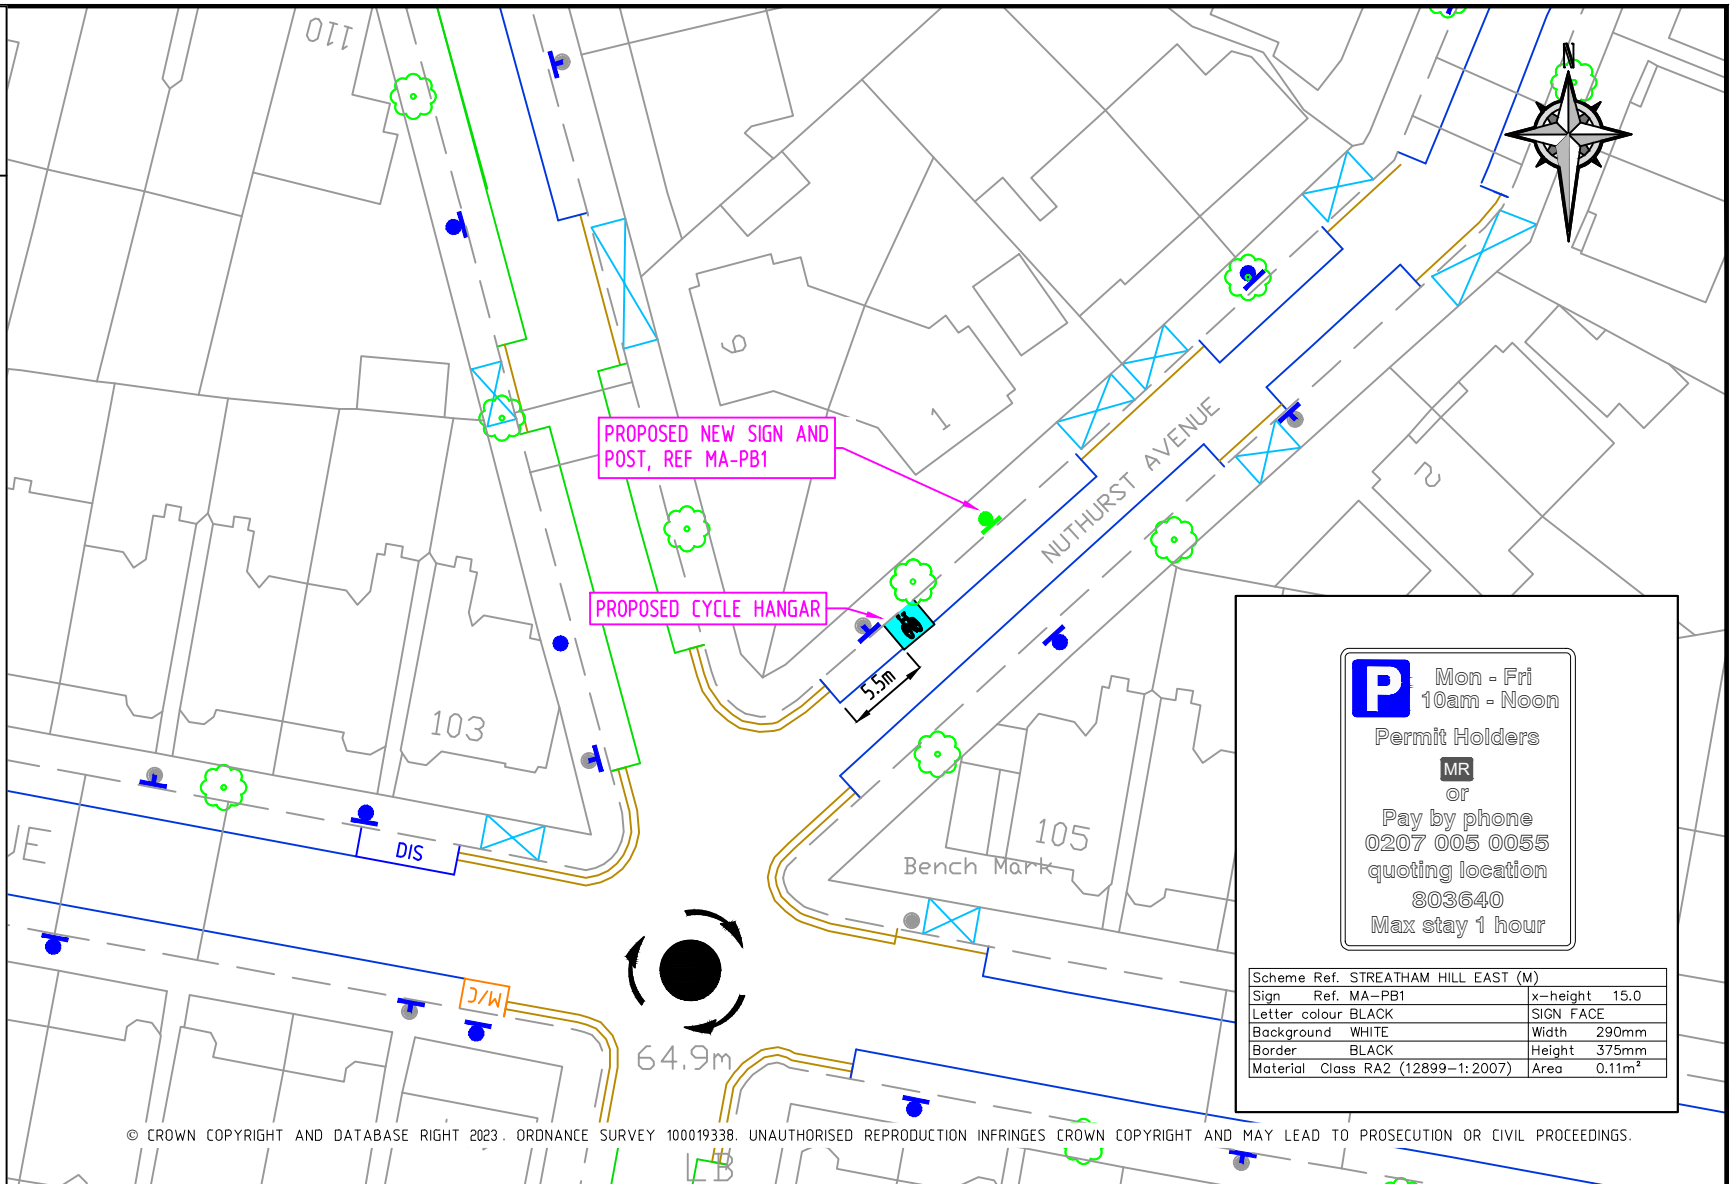 110
N
9
1
PROPOSED NEW SIGN AND
POST, REF MA-PB1
NUTHURST AVENUE
2
PROPOSED CYCLE HANGAR
5.5m
103
105
Bench Mark
DIS
M/C
64.9m
LB
P
Mon - Fri
10am - Noon
Permit Holders
MR
or
Pay by phone
0207 005 0055
quoting location
803640
Max stay 1 hour
Scheme Ref. STREATHAM HILL EAST (M)
Sign Ref. MA-PB1 x-height 15.0
Letter colour BLACK SIGN FACE
Background WHITE Width 290mm
Border BLACK Height 375mm
Material Class RA2 (12899-1:2007) Area 0.11m²
© CROWN COPYRIGHT AND DATABASE RIGHT 2023. ORDNANCE SURVEY 100019338. UNAUTHORISED REPRODUCTION INFRINGES CROWN COPYRIGHT AND MAY LEAD TO PROSECUTION OR CIVIL PROCEEDINGS.